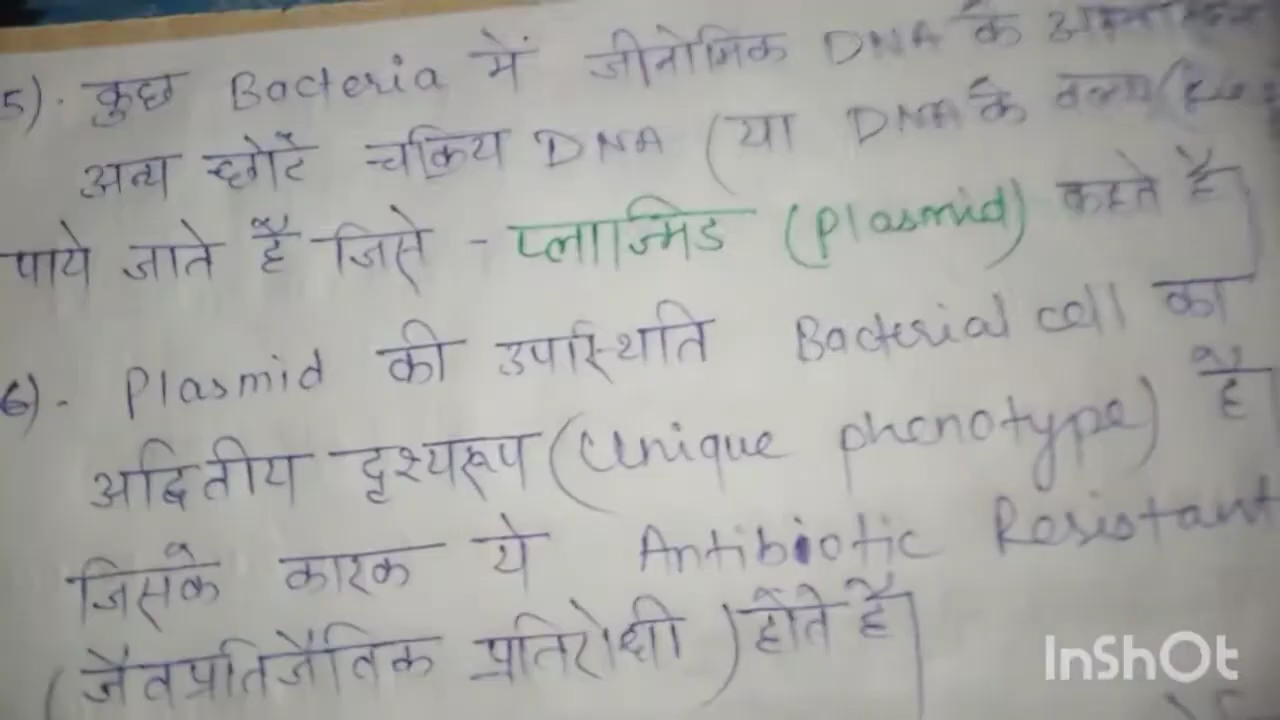 5). कुछ Bacteria में जीनोमिक DNA के
अन्य छोटे चक्रिय DNA (या DNA के वलय
पाये जाते हैं जिसे - प्लाज्मिड (Plasmid) कहते है
6). Plasmid की उपस्थिति Bacterial cell का
अद्वितीय दृश्यरूप (Unique phenotype) है
जिसके कारक ये Antibiotic Resistant
(जैवप्रतिजैविक प्रतिरोधी) होते है
InShOt